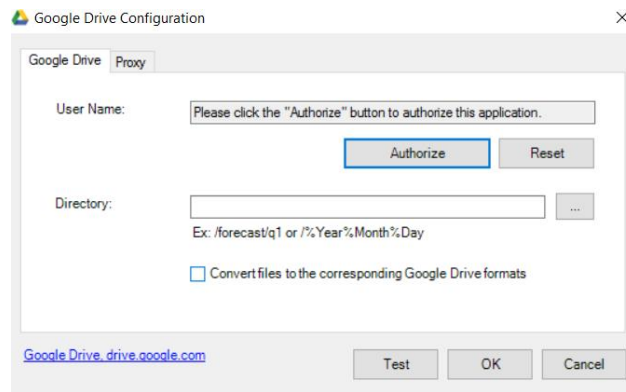 Google Drive Configuration
Google Drive Proxy
User Name: Please click the "Authorize" button to authorize this application.
Authorize Reset
Directory: ...
Ex: /forecast/q1 or /%Year%Month%Day
Convert files to the corresponding Google Drive formats
Google Drive, drive.google.com Test OK Cancel